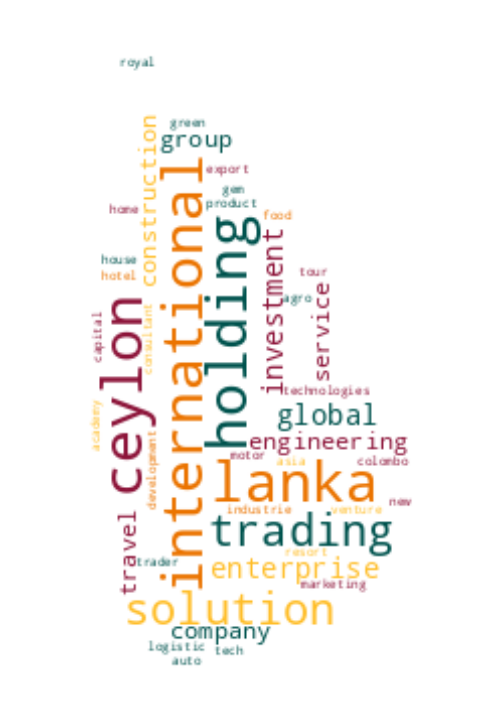 royal
green
group
construction
export
international
gem
product
home
food
holding
investment
house
hotel
tour
agro
service
ceylon
capital
consultant
technologies
global
academy
engineering
development
motor
asia
colombo
lanka
new
industrie
venture
travel
trading
resort
trader
enterprise
marketing
solution
company
logistic
tech
auto